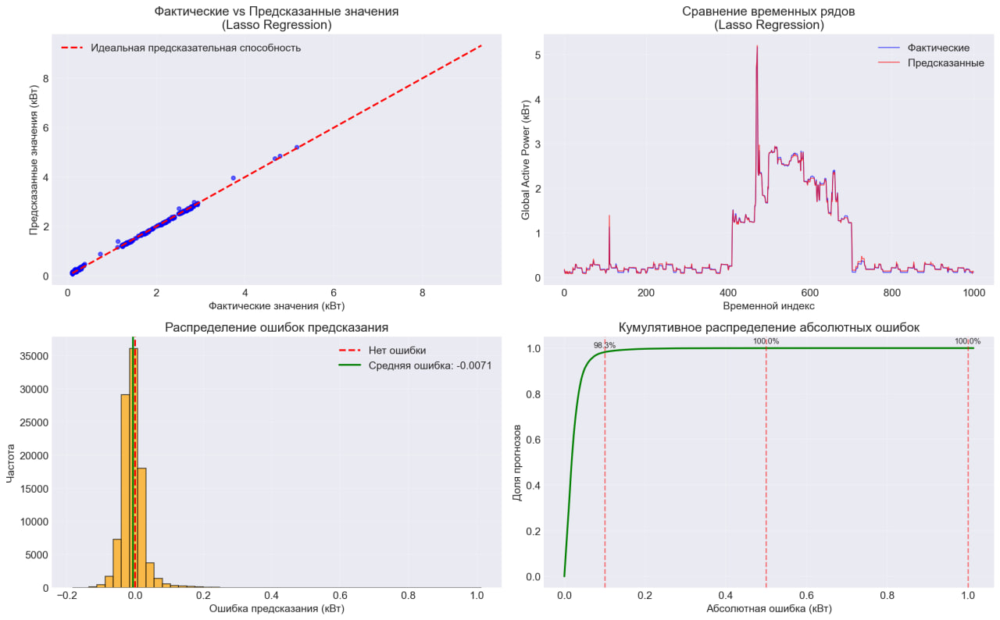 Фактические vs Предсказанные значения
(Lasso Regression)
Идеальная предсказательная способность
Предсказанные значения (кВт)
8
6
4
2
0
0 2 4 6 8
Фактические значения (кВт)
Сравнение временных рядов
(Lasso Regression)
Фактические
Предсказанные
Global Active Power (кВт)
5
4
3
2
1
0
0 200 400 600 800 1000
Временной индекс
Распределение ошибок предсказания
Нет ошибки
Средняя ошибка: -0.0071
Частота
35000
30000
25000
20000
15000
10000
5000
0
−0.2 0.0 0.2 0.4 0.6 0.8 1.0
Ошибка предсказания (кВт)
Кумулятивное распределение абсолютных ошибок
98.3% 100.0% 100.0%
Доля прогнозов
1.0
0.8
0.6
0.4
0.2
0.0
0.0 0.2 0.4 0.6 0.8 1.0
Абсолютная ошибка (кВт)